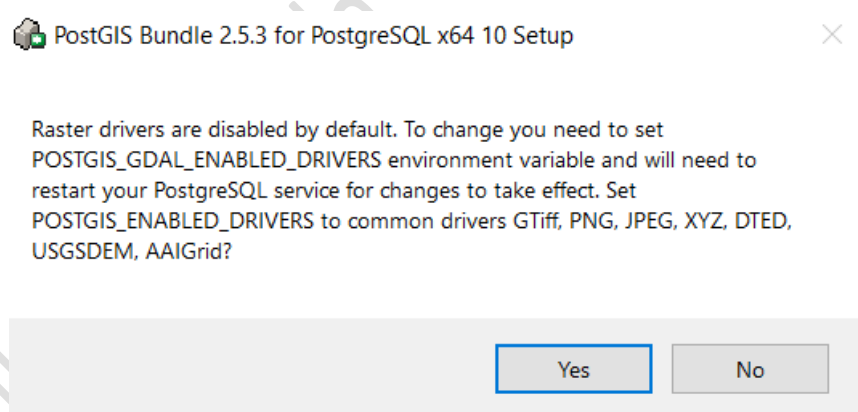 PostGIS Bundle 2.5.3 for PostgreSQL x64 10 Setup
Raster drivers are disabled by default. To change you need to set
POSTGIS_GDAL_ENABLED_DRIVERS environment variable and will need to
restart your PostgreSQL service for changes to take effect. Set
POSTGIS_ENABLED_DRIVERS to common drivers GTiff, PNG, JPEG, XYZ, DTED,
USGSDEM, AAIGrid?
Yes
No